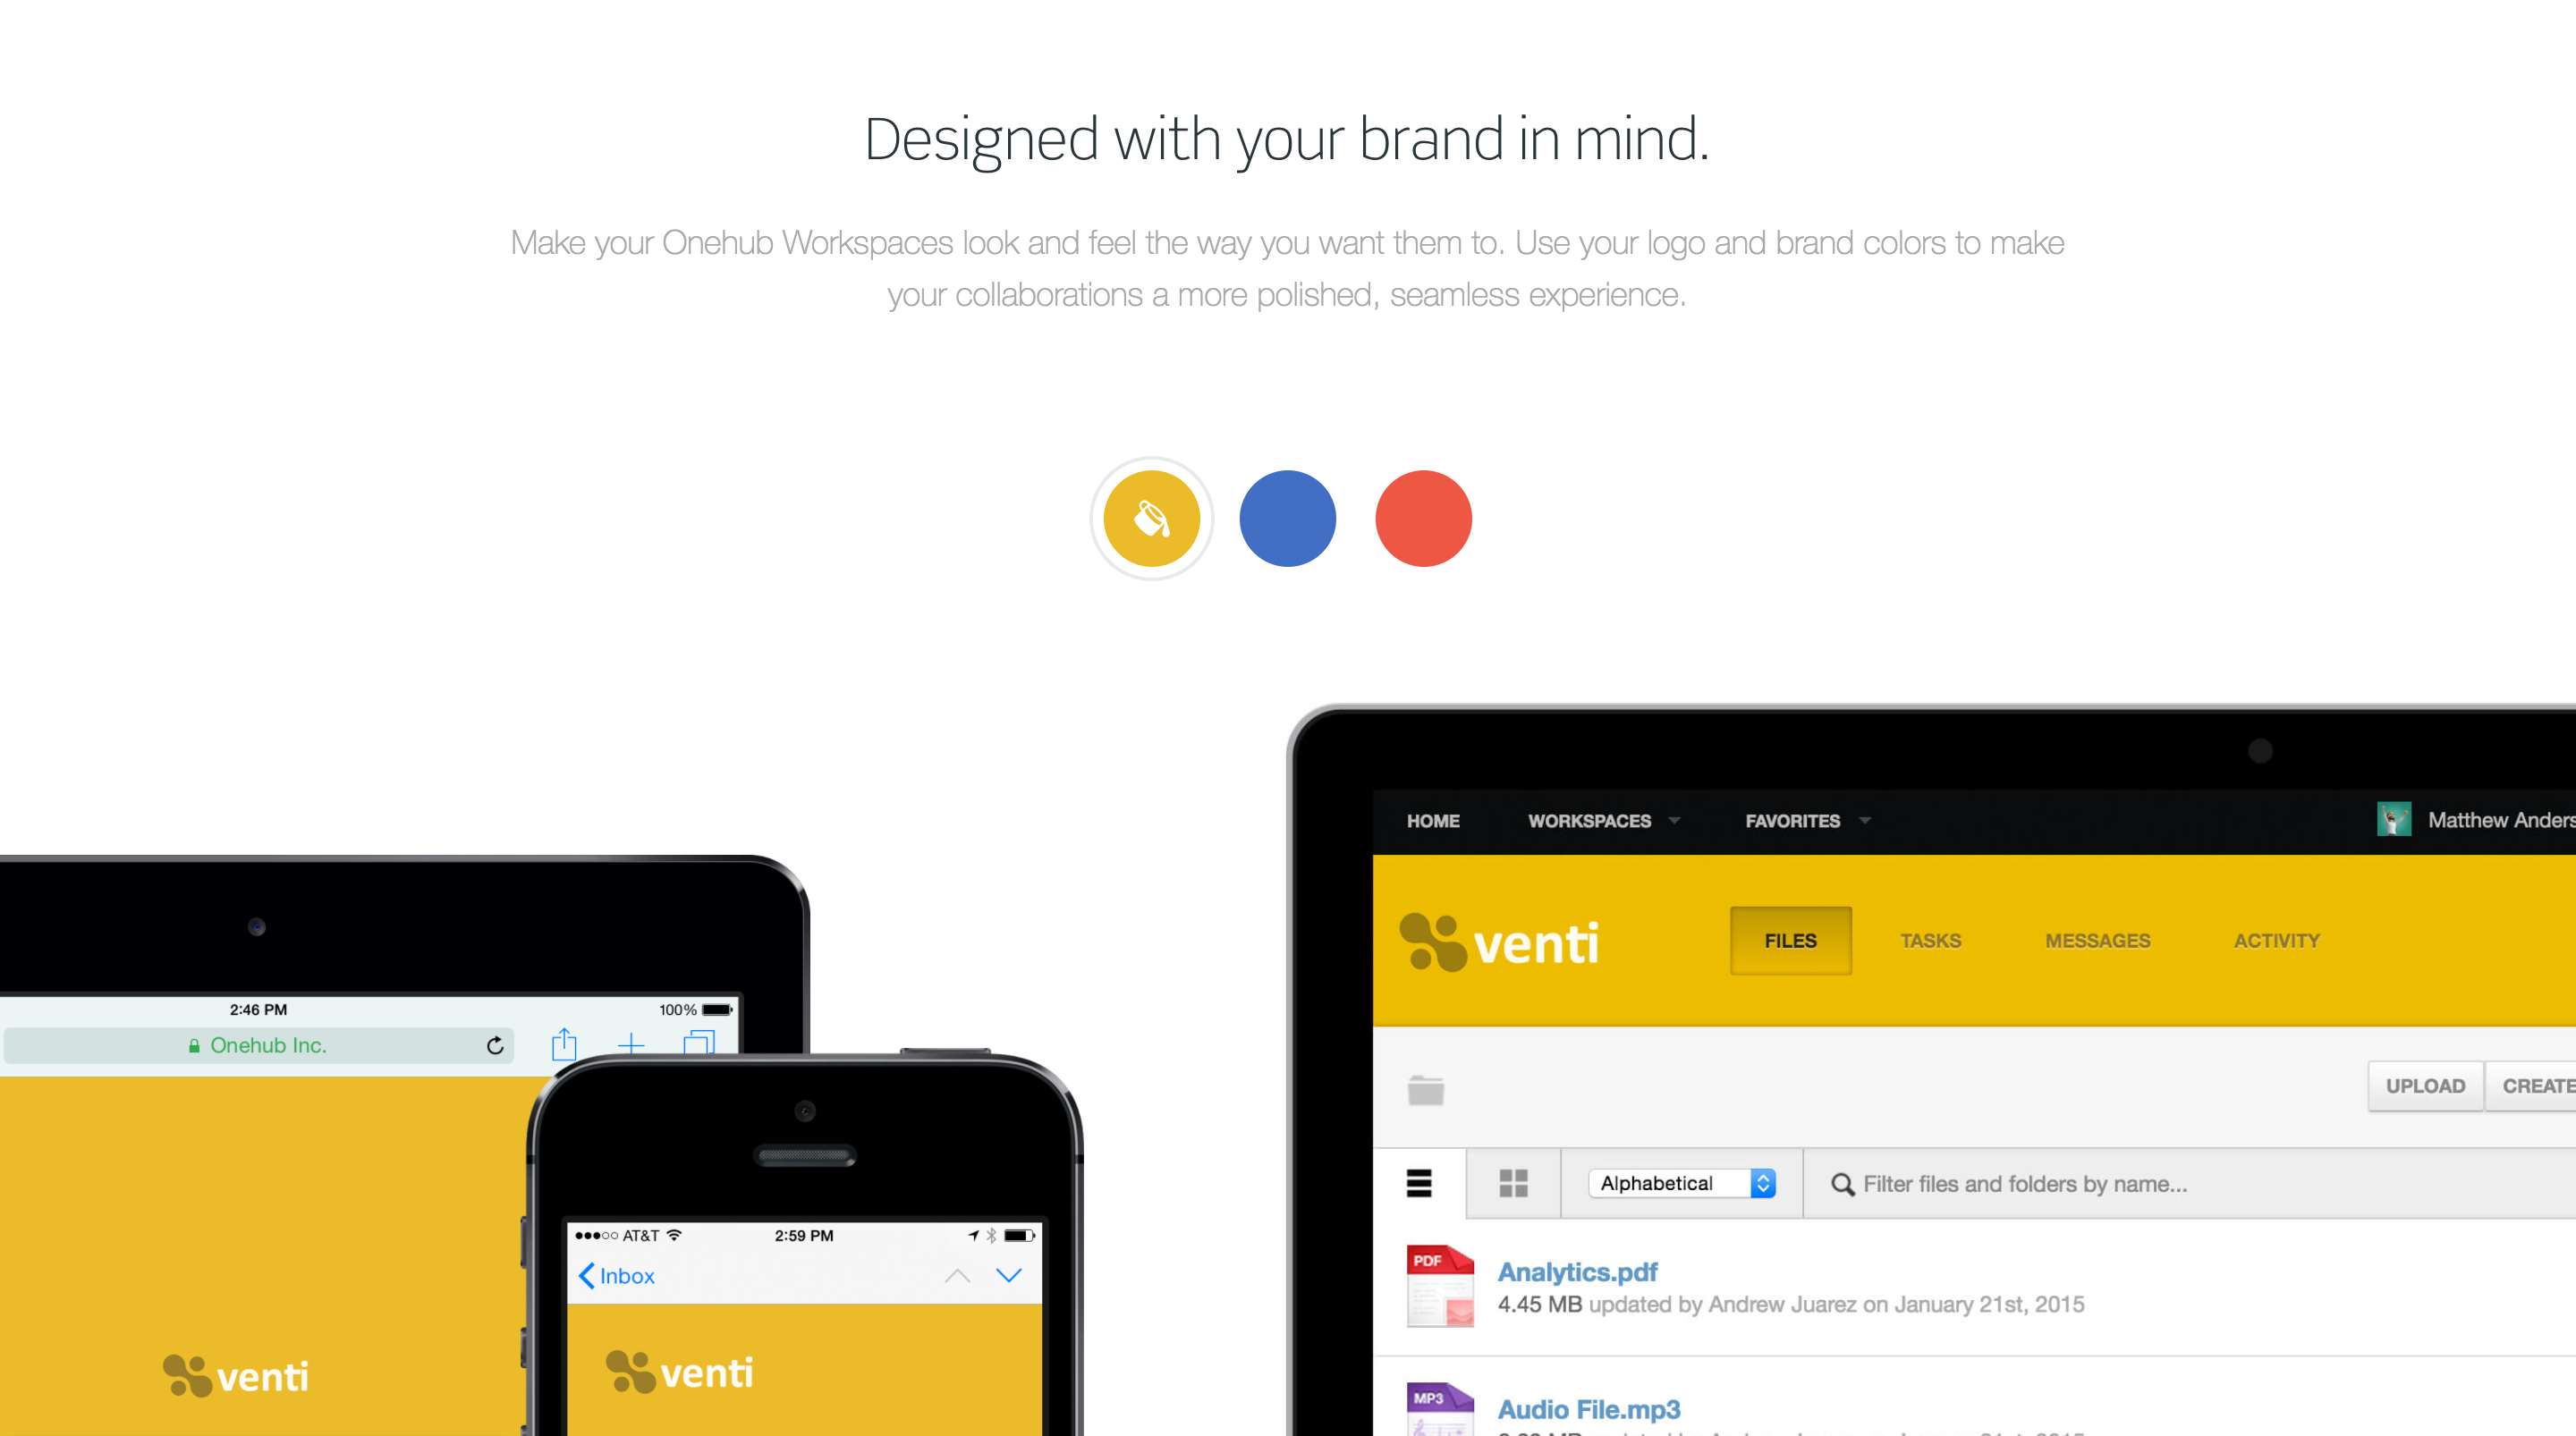 Designed with your brand in mind.
Make your Onehub Workspaces look and feel the way you want them to. Use your logo and brand colors to make
your collaborations a more polished, seamless experience.
HOME WORKSPACES FAVORITES Matthew Anders
venti FILES TASKS MESSAGES ACTIVITY
UPLOAD CREATE
Alphabetical Filter files and folders by name...
PDF
Analytics.pdf
4.45 MB updated by Andrew Juarez on January 21st, 2015
MP3
Audio File.mp3
2:46 PM 100%
Onehub Inc.
venti
AT&T 2:59 PM
Inbox
venti